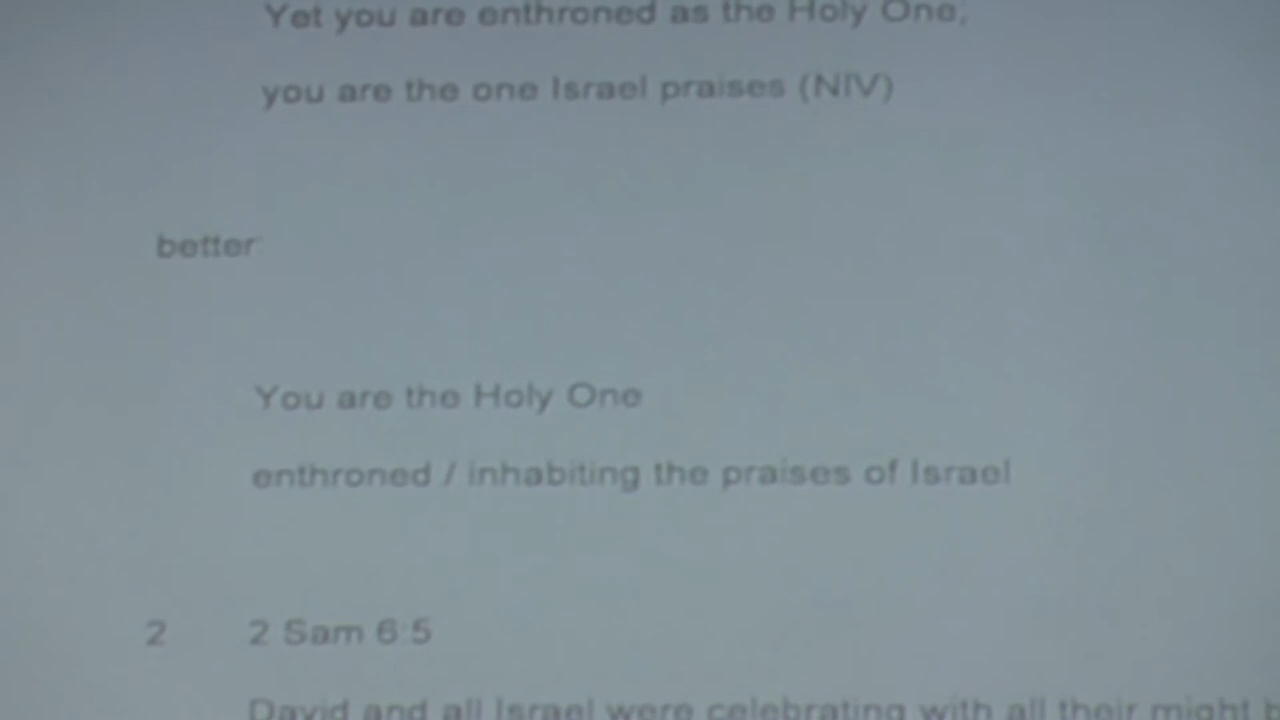 Yet you are enthroned as the Holy One,
you are the one Israel praises (NIV)
better:
You are the Holy One
enthroned / inhabiting the praises of Israel
2 2 Sam 6:5
David and all Israel were celebrating with all their might